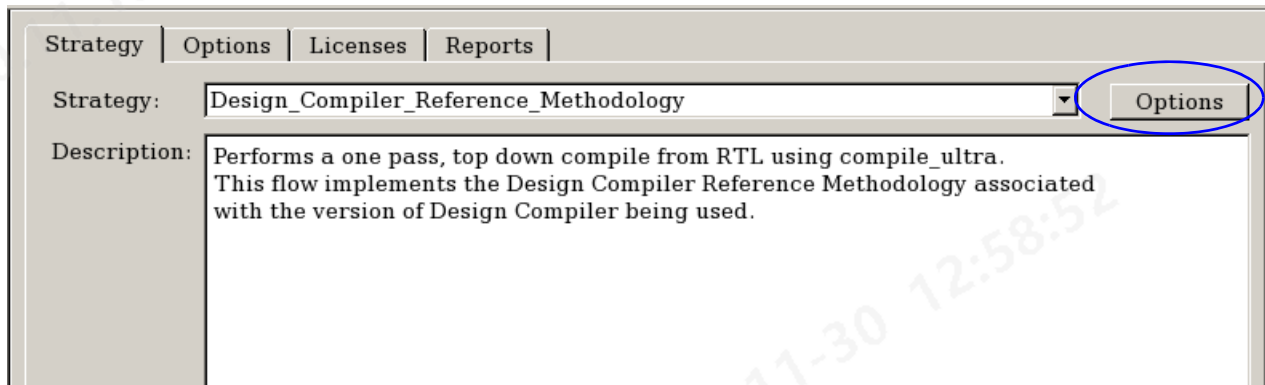 Strategy Options Licenses Reports
Strategy: Design_Compiler_Reference_Methodology Options
Description: Performs a one pass, top down compile from RTL using compile_ultra.
This flow implements the Design Compiler Reference Methodology associated
with the version of Design Compiler being used.
11-30 12:58:52